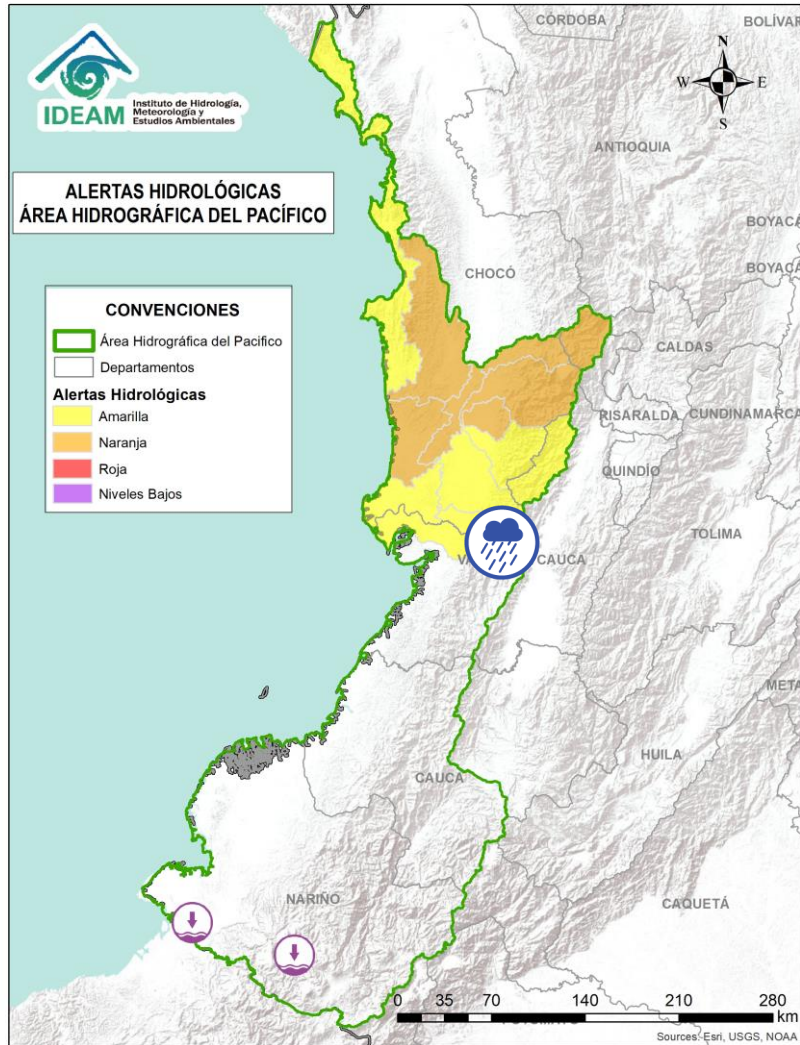 CÓRDOBA
BOLÍVAR
IDEAM
Instituto de Hidrología,
Meteorología y
Estudios Ambientales
N
W E
S
ANTIOQUIA
ALERTAS HIDROLÓGICAS
ÁREA HIDROGRÁFICA DEL PACÍFICO
BOYACÁ
BOYACÁ
CHOCÓ
CONVENCIONES
Área Hidrográfica del Pacifico
Departamentos
Alertas Hidrológicas
Amarilla
Naranja
Roja
Niveles Bajos
CALDAS
RISARALDA
CUNDINAMARCA
QUINDÍO
TOLIMA
CAUCA
META
HUILA
CAUCA
NARIÑO
CAQUETÁ
0 35 70 140 210 280
km
Sources: Esri, USGS, NOAA